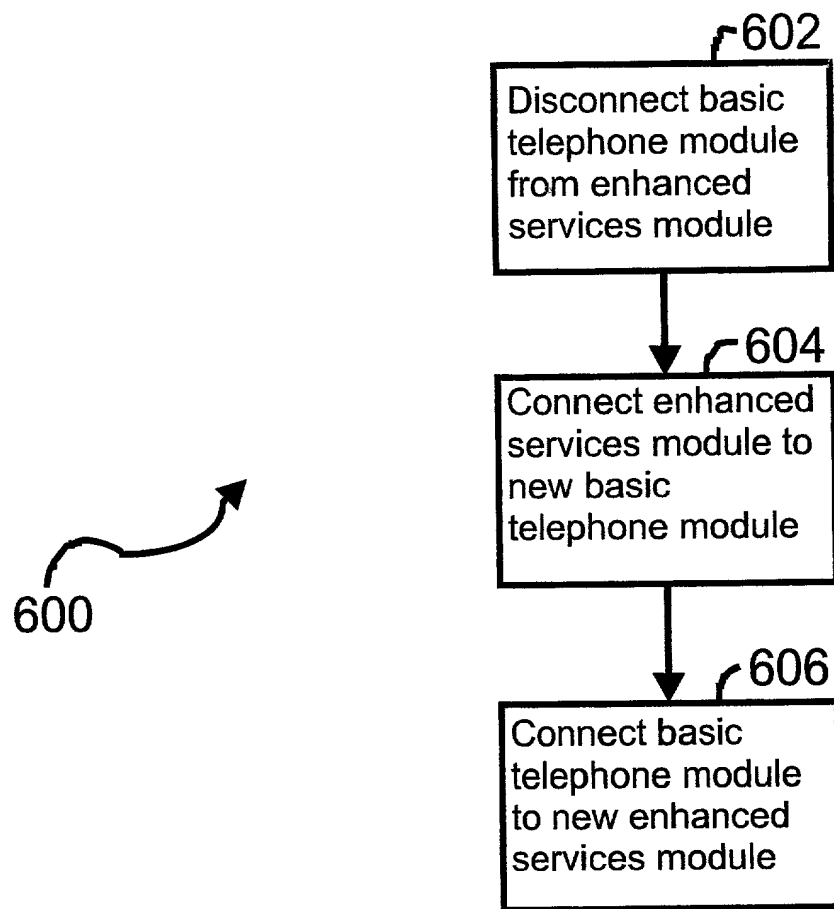 602
Disconnect basic
telephone module
from enhanced
services module
604
Connect enhanced
services module to
new basic
telephone module
600
606
Connect basic
telephone module
to new enhanced
services module